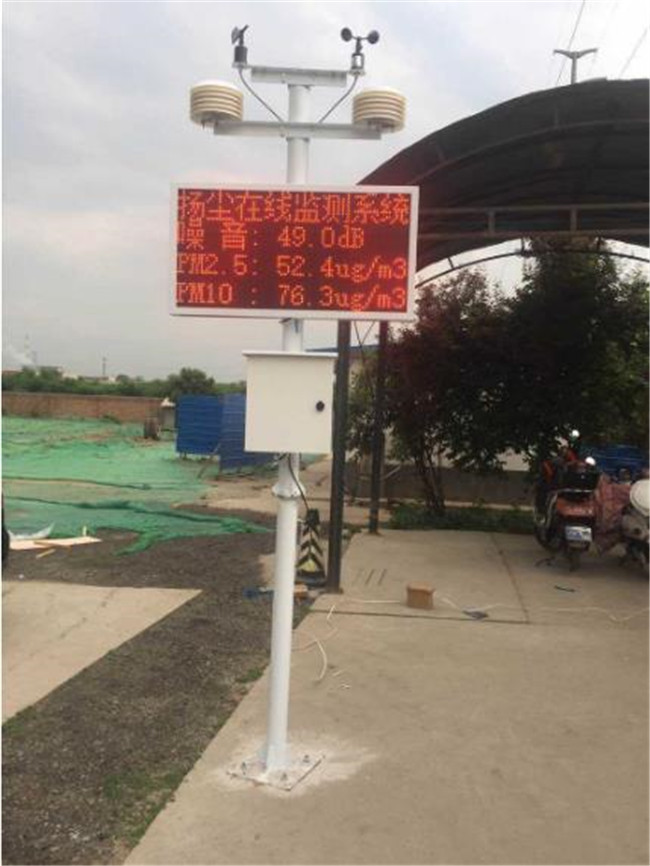 扬尘在线监测系统
噪 音: 49.0dB
PM2.5: 52.4ug/m3
PM10 : 76.3ug/m3